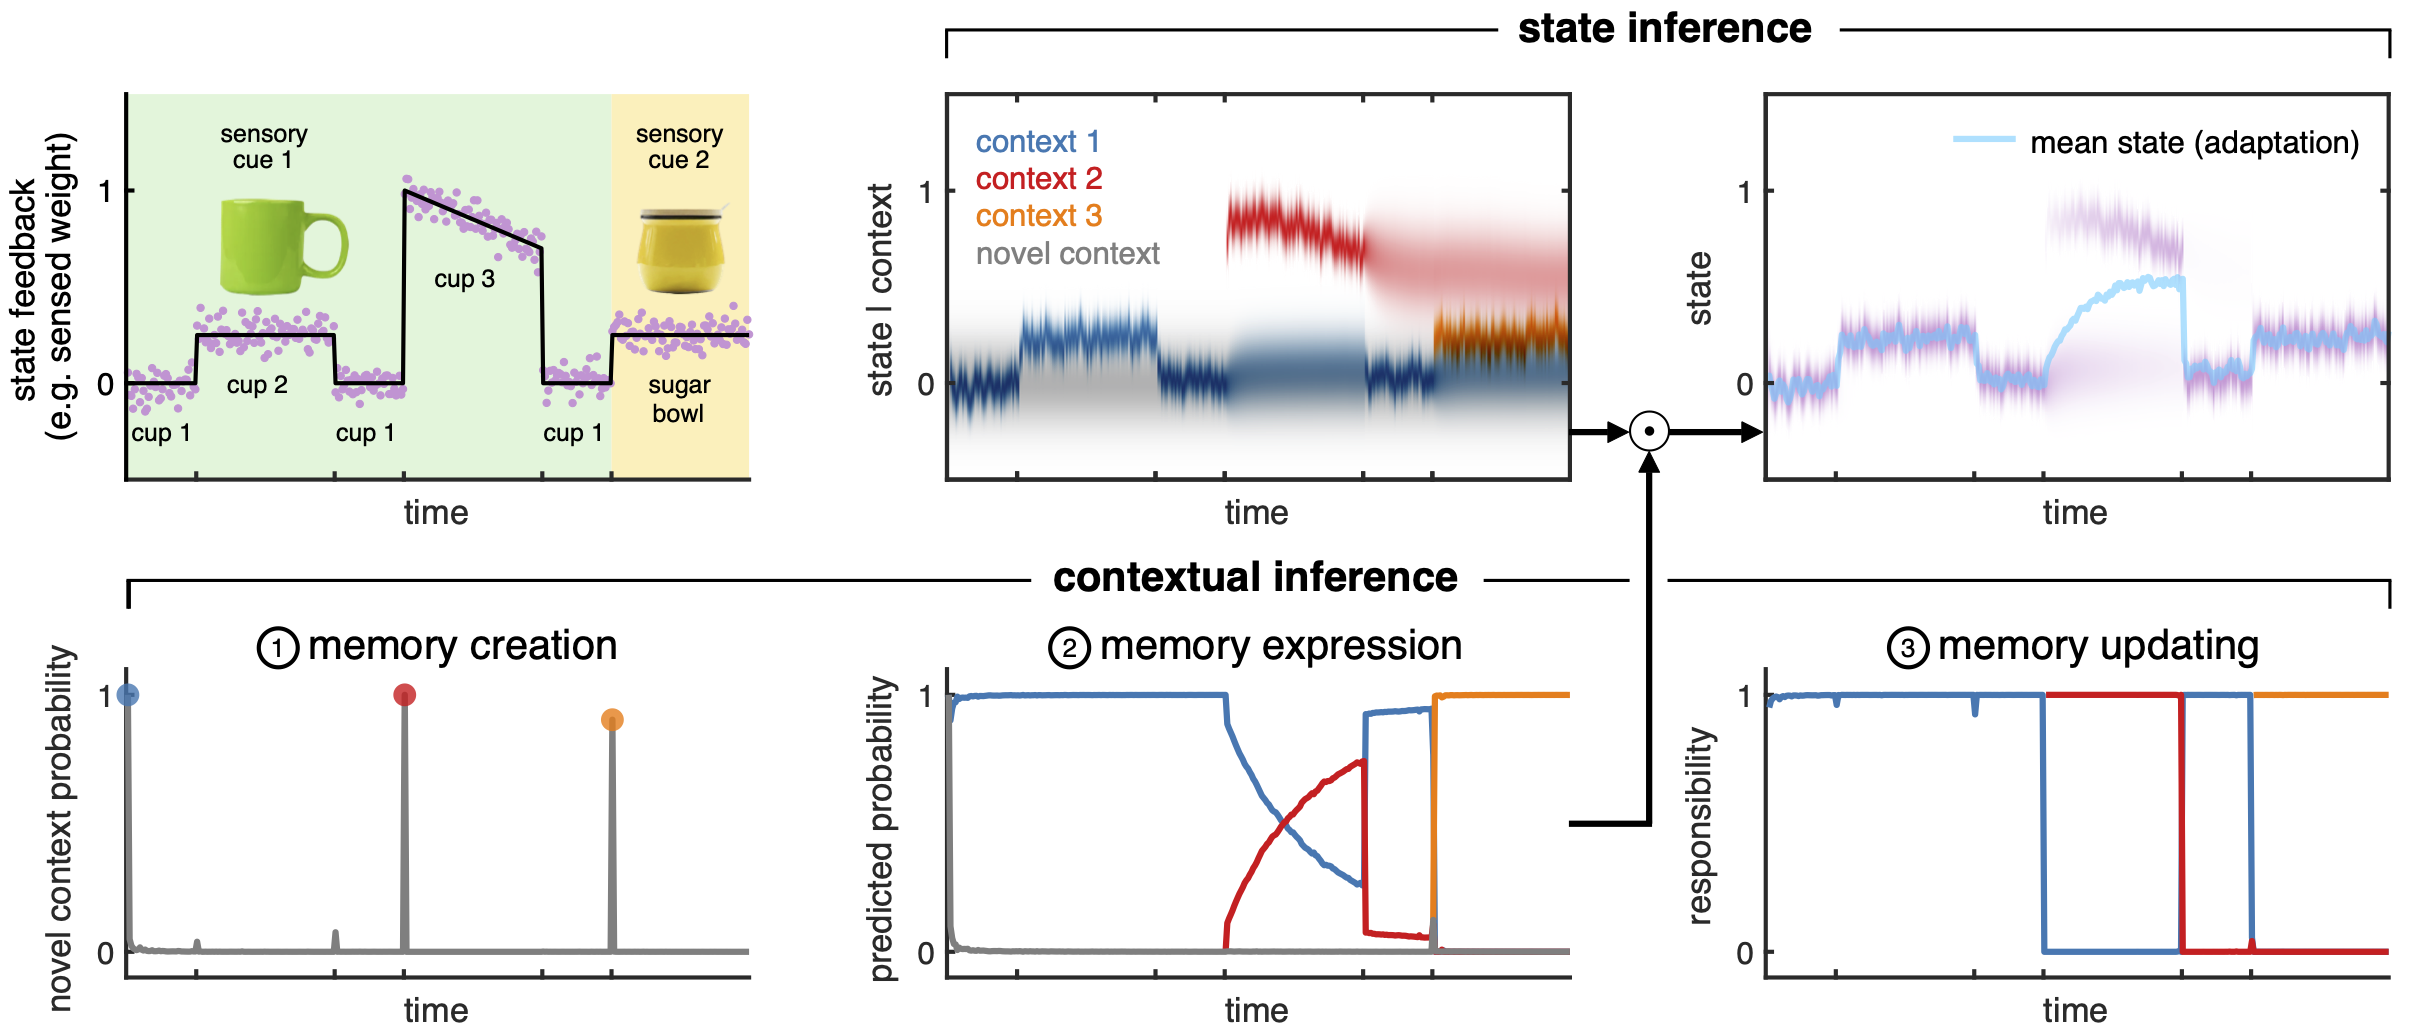 state inference
state feedback
(e.g. sensed weight)
1
0
sensory
cue 1
sensory
cue 2
cup 3
cup 2
sugar
bowl
cup 1
cup 1
cup 1
time
state | context
1
0
context 1
context 2
context 3
novel context
time
state
1
0
mean state (adaptation)
time
contextual inference
1 memory creation
novel context probability
1
0
time
2 memory expression
predicted probability
1
0
time
3 memory updating
responsibility
1
0
time